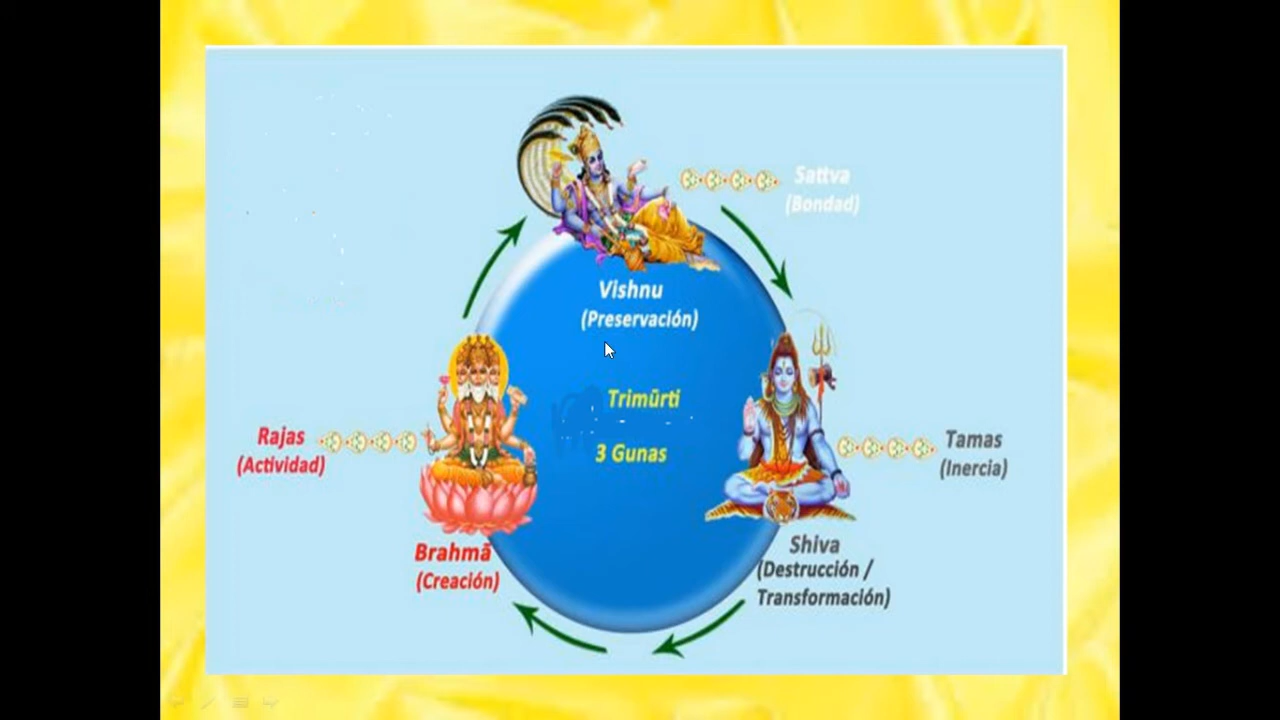 Sattva
(Bondad)
Vishnu
(Preservación)
Trimūrti
3 Gunas
Rajas
(Actividad)
Tamas
(Inercia)
Brahmā
(Creación)
Shiva
(Destrucción /
Transformación)